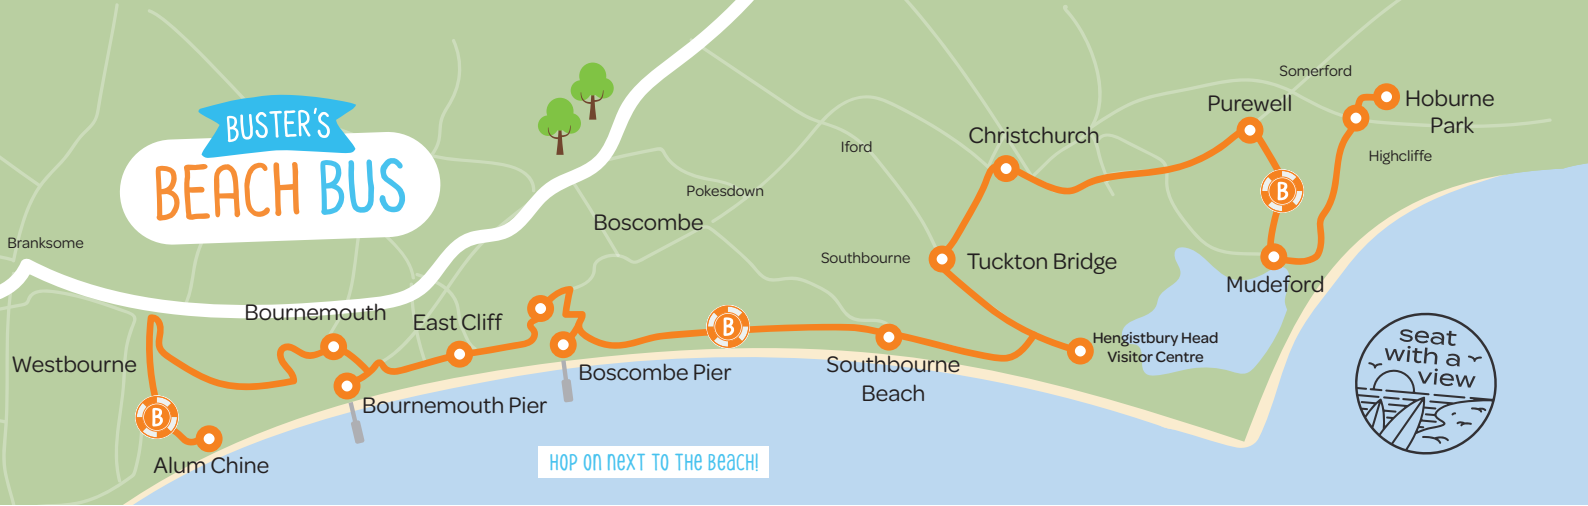 BUSTER'S
BEACH BUS
Branksome
Westbourne
B
Alum Chine
Bournemouth
Bournemouth Pier
East Cliff
Boscombe
Pokesdown
Boscombe Pier
B
HOP ON NEXT TO THE BEACH!
Iford
Southbourne
Southbourne
Beach
Christchurch
Tuckton Bridge
Hengistbury Head
Visitor Centre
Purewell
B
Mudeford
Somerford
Hoburne
Park
Highcliffe
seat
with a
view